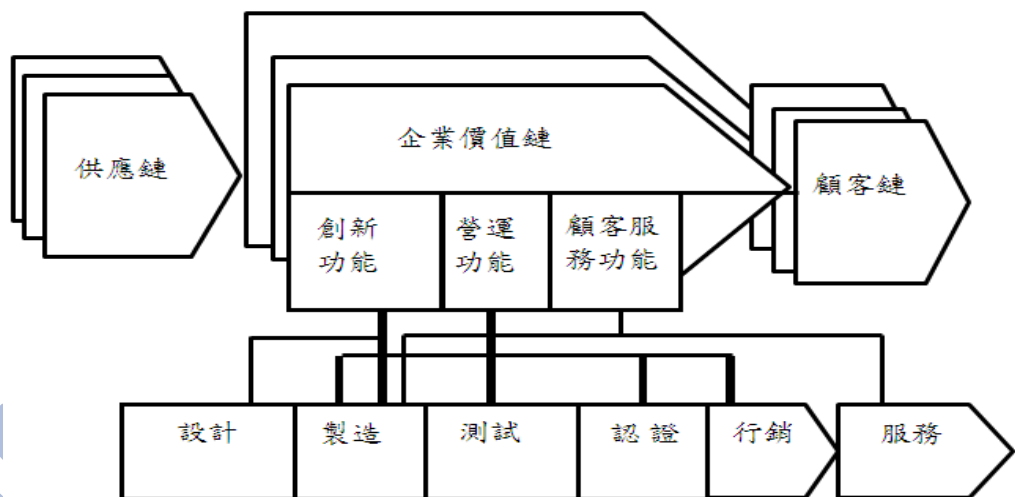 供應鏈
企業價值鏈
顧客鏈
創新
功能
營運
功能
顧客服
務功能
設計
製造
測試
認證
行銷
服務